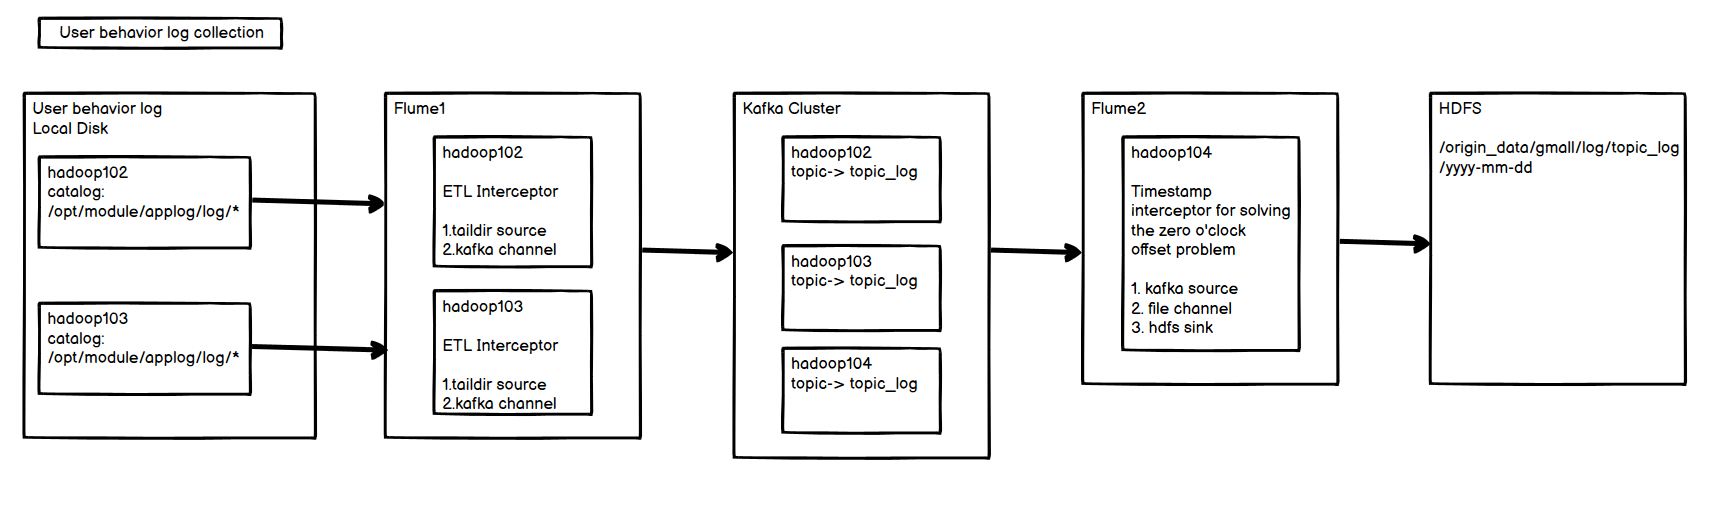 User behavior log collection
User behavior log
Local Disk
hadoop102
catalog:
/opt/module/applog/log/*
hadoop103
catalog:
/opt/module/applog/log/*
Flume1
hadoop102
ETL Interceptor
1.taildir source
2.kafka channel
hadoop103
ETL Interceptor
1.taildir source
2.kafka channel
Kafka Cluster
hadoop102
topic-> topic_log
hadoop103
topic-> topic_log
hadoop104
topic-> topic_log
Flume2
hadoop104
Timestamp
interceptor for solving
the zero o'clock
offset problem
1. kafka source
2. file channel
3. hdfs sink
HDFS
/origin_data/gmall/log/topic_log
/yyyy-mm-dd